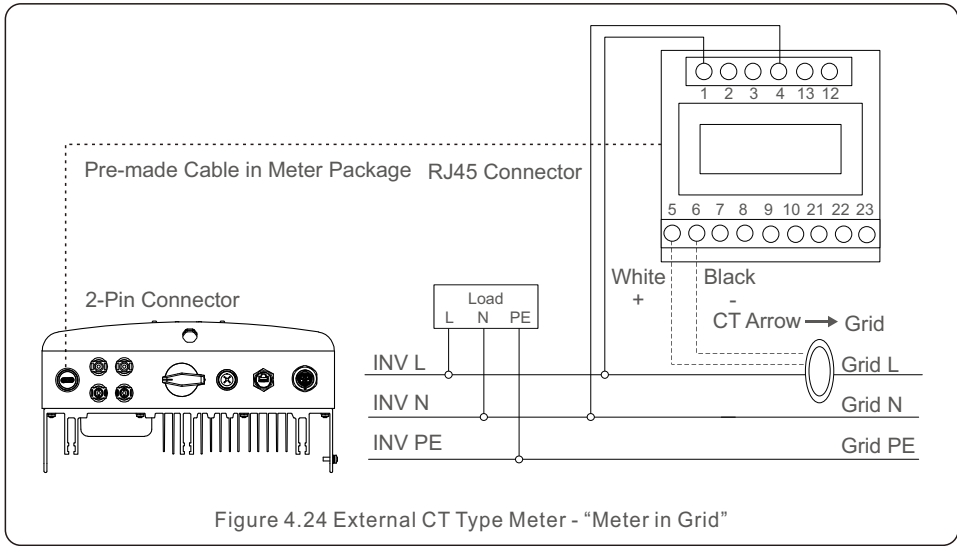 1 2 3 4 13 12
Pre-made Cable in Meter Package RJ45 Connector
5 6 7 8 9 10 21 22 23
White Black
+ -
2-Pin Connector
Load
L N PE
CT Arrow → Grid
INV L Grid L
INV N Grid N
INV PE Grid PE
Figure 4.24 External CT Type Meter - “Meter in Grid”